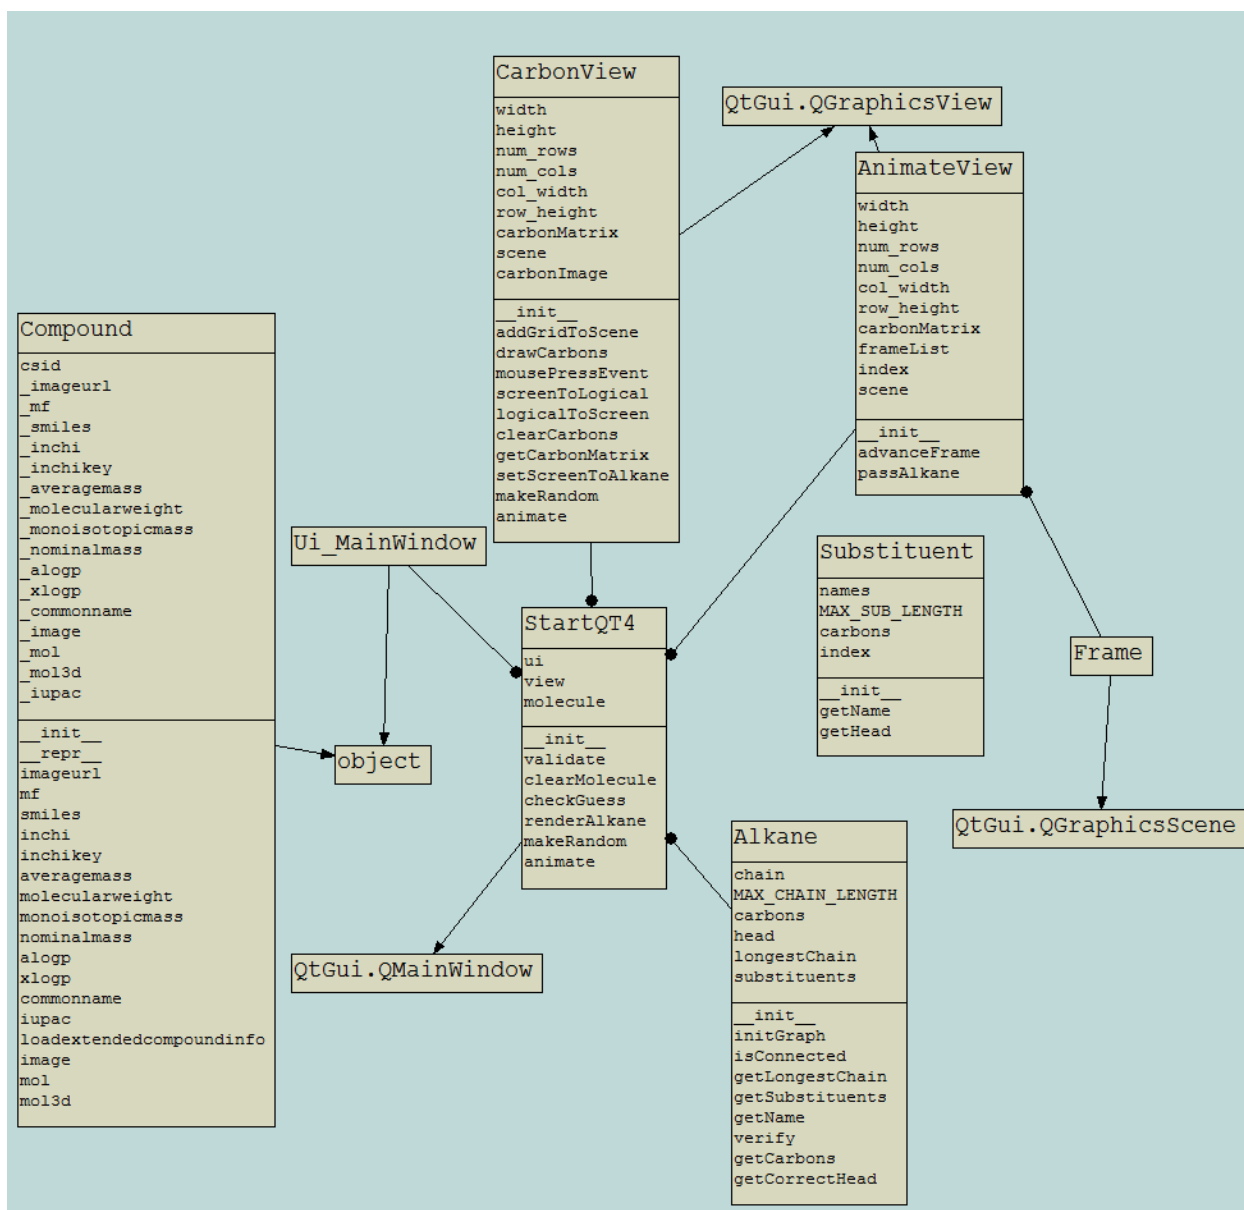 CarbonView
width
height
num_rows
num_cols
col_width
row_height
carbonMatrix
scene
carbonImage
__init__
addGridToScene
drawCarbons
mousePressEvent
screenToLogical
logicalToScreen
clearCarbons
getCarbonMatrix
setScreenToAlkane
makeRandom
animate
QtGui.QGraphicsView
AnimateView
width
height
num_rows
num_cols
col_width
row_height
carbonMatrix
frameList
index
scene
__init__
advanceFrame
passAlkane
Compound
csid
_imageurl
_mf
_smiles
_inchi
_inchikey
_averagemass
_molecularweight
_monoisotopicmass
_nominalmass
_alogp
_xlogp
_commonname
_image
_mol
_mol3d
_iupac
__init__
__repr__
imageurl
mf
smiles
inchi
inchikey
averagemass
molecularweight
monoisotopicmass
nominalmass
alogp
xlogp
commonname
iupac
loadextendedcompoundinfo
image
mol
mol3d
Ui_MainWindow
object
StartQT4
ui
view
molecule
__init__
validate
clearMolecule
checkGuess
renderAlkane
makeRandom
animate
QtGui.QMainWindow
Substituent
names
MAX_SUB_LENGTH
carbons
index
__init__
getName
getHead
Frame
QtGui.QGraphicsScene
Alkane
chain
MAX_CHAIN_LENGTH
carbons
head
longestChain
substituents
__init__
initGraph
isConnected
getLongestChain
getSubstituents
getName
verify
getCarbons
getCorrectHead